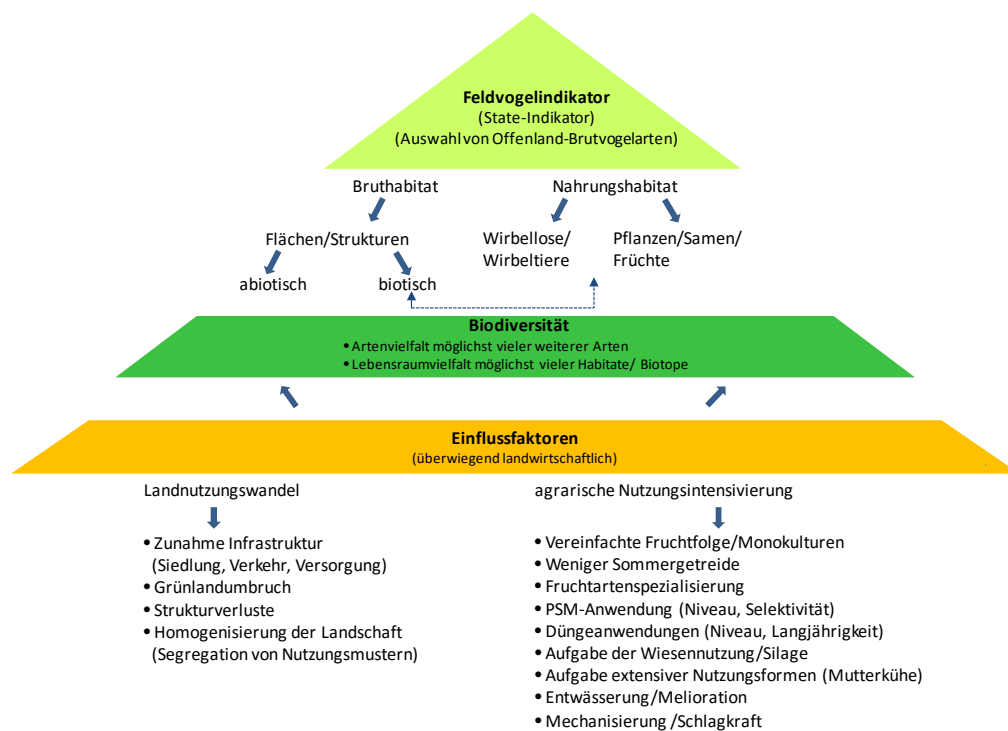 Feldvogelindikator
(State-Indikator)
(Auswahl von Offenland-Brutvogelarten)
Bruthabitat
Nahrungshabitat
Flächen/Strukturen
Wirbellose/
Wirbeltiere
Pflanzen/Samen/
Früchte
abiotisch
biotisch
Biodiversität
• Artenvielfalt möglichst vieler weiterer Arten
• Lebensraumvielfalt möglichst vieler Habitate/ Biotope
Einflussfaktoren
(überwiegend landwirtschaftlich)
Landnutzungswandel
• Zunahme Infrastruktur
(Siedlung, Verkehr, Versorgung)
• Grünlandumbruch
• Strukturverluste
• Homogenisierung der Landschaft
(Segregation von Nutzungsmustern)
agrarische Nutzungsintensivierung
• Vereinfachte Fruchtfolge/Monokulturen
• Weniger Sommergetreide
• Fruchtartenspezialisierung
• PSM-Anwendung (Niveau, Selektivität)
• Düngeanwendungen (Niveau, Langjährigkeit)
• Aufgabe der Wiesennutzung/Silage
• Aufgabe extensiver Nutzungsformen (Mutterkühe)
• Entwässerung/Melioration
• Mechanisierung /Schlagkraft